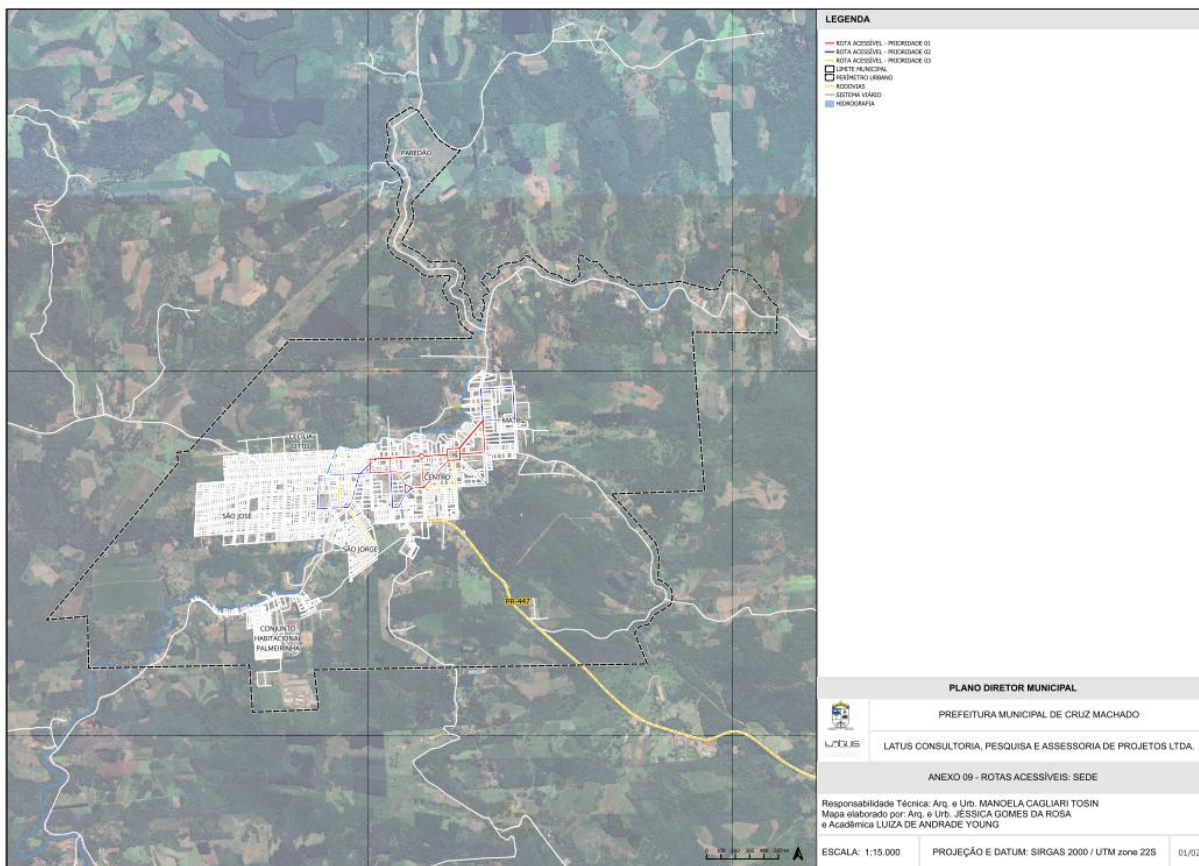 LEGENDA
ROTA ACESSÍVEL - PRIORIDADE 01
ROTA ACESSÍVEL - PRIORIDADE 02
ROTA ACESSÍVEL - PRIORIDADE 03
LIMITE MUNICIPAL
PERÍMETRO URBANO
RODOVIAS
SISTEMA VIÁRIO
HIDROGRAFIA
PAREDÃO
MATRIZ
CENTRO
SÃO JOSÉ
SÃO JORGE
PR-447
CONJUNTO
HABITACIONAL
PALMEIRINHA
PLANO DIRETOR MUNICIPAL
PREFEITURA MUNICIPAL DE CRUZ MACHADO
LATUS
LATUS CONSULTORIA, PESQUISA E ASSESSORIA DE PROJETOS LTDA.
ANEXO 09 - ROTAS ACESSÍVEIS: SEDE
Responsabilidade Técnica: Arq. e Urb. MANOELA CAGLIARI TOSIN
Mapa elaborado por: Arq. e Urb. JÉSSICA GOMES DA ROSA
e Acadêmica LUIZA DE ANDRADE YOUNG
ESCALA: 1:15.000
PROJEÇÃO E DATUM: SIRGAS 2000 / UTM zone 22S